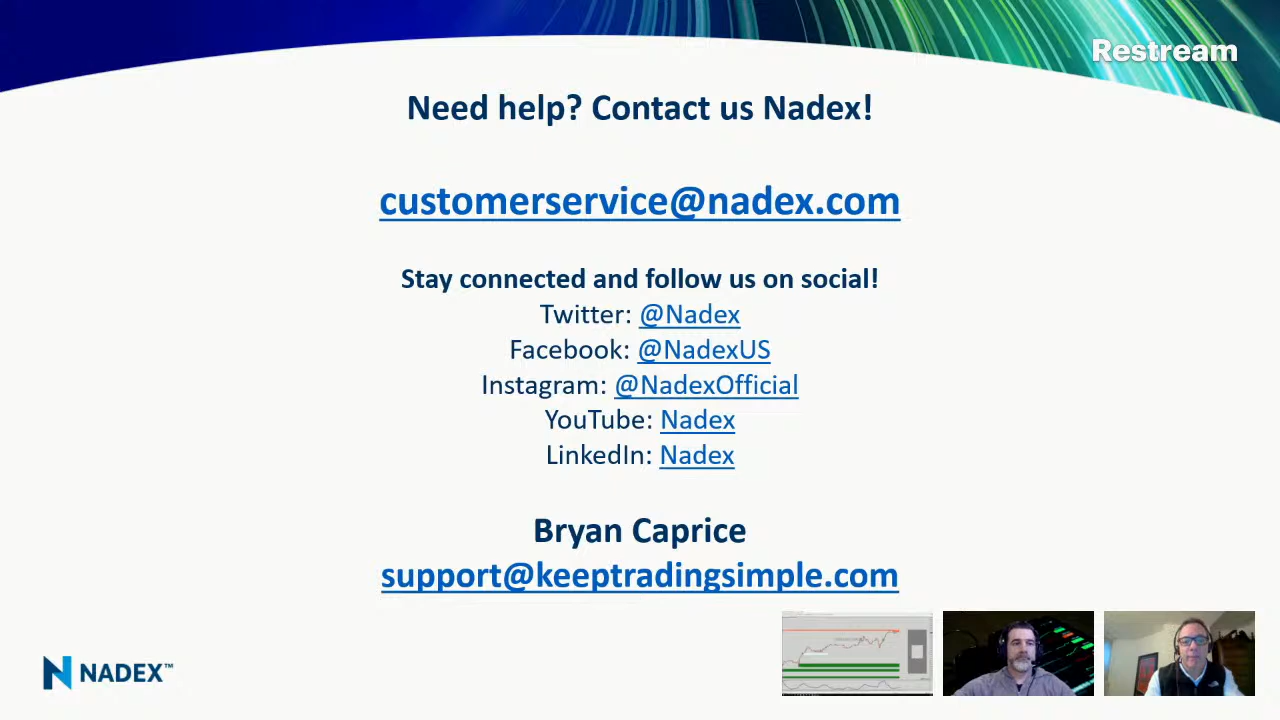 Restream
Need help? Contact us Nadex!
customerservice@nadex.com
Stay connected and follow us on social!
Twitter: @Nadex
Facebook: @NadexUS
Instagram: @NadexOfficial
YouTube: Nadex
LinkedIn: Nadex
Bryan Caprice
support@keeptradingsimple.com
NADEX™